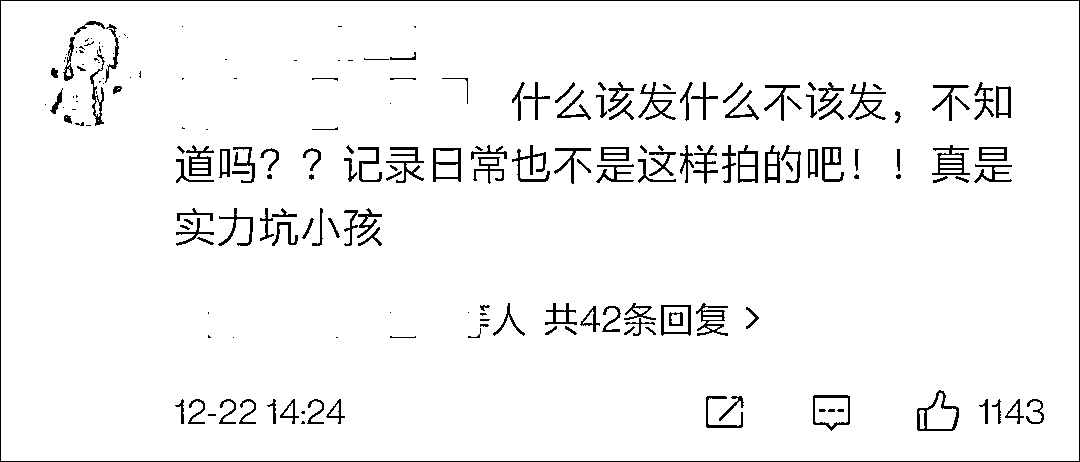 什么该发什么不该发，不知
道吗？？记录日常也不是这样拍的吧！！真是
实力坑小孩
人 共42条回复
12-22 14:24 1143